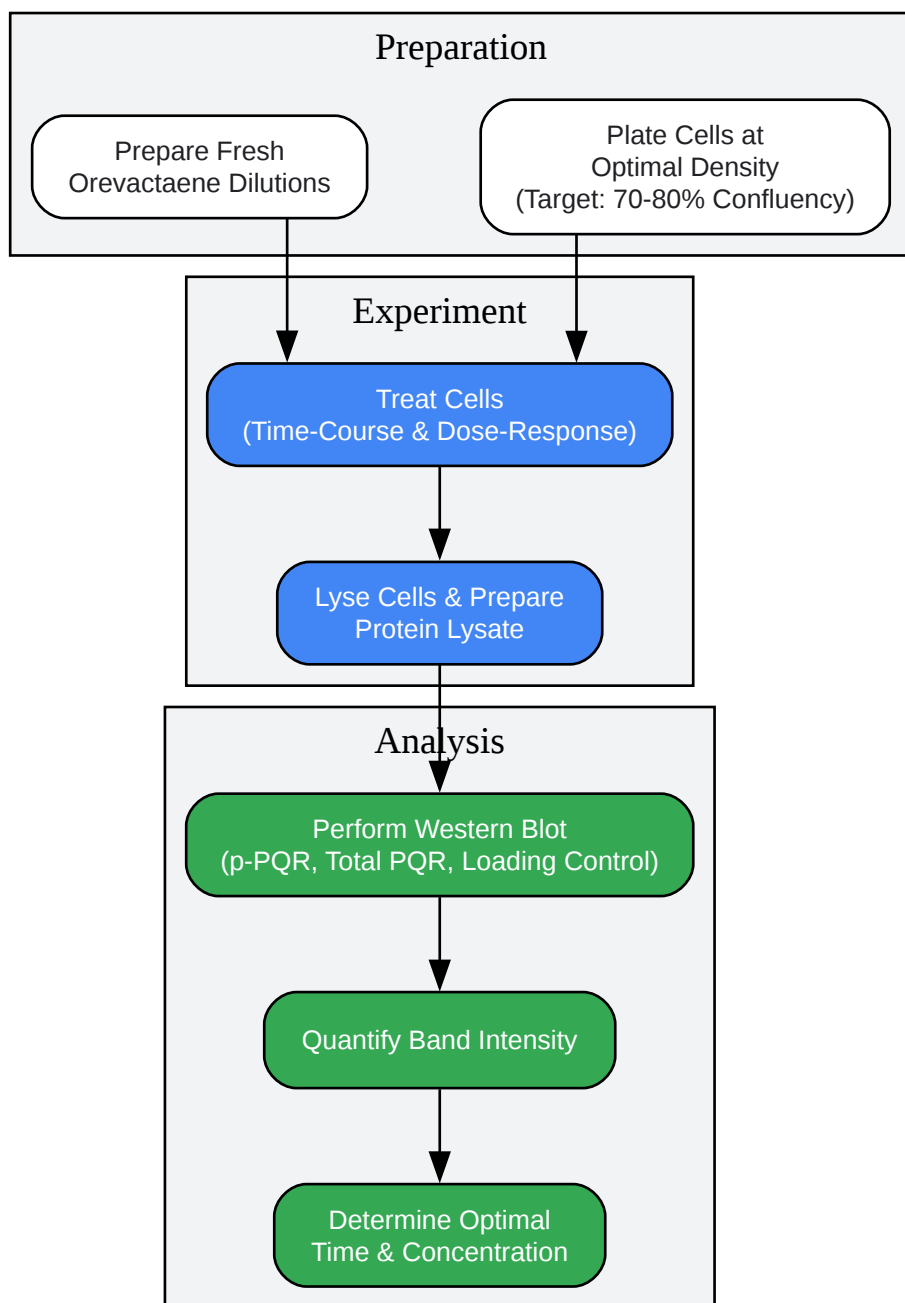 Preparation
Prepare Fresh
Orevactaene Dilutions
Plate Cells at
Optimal Density
(Target: 70-80% Confluency)
Experiment
Treat Cells
(Time-Course & Dose-Response)
Lyse Cells & Prepare
Protein Lysate
Analysis
Perform Western Blot
(p-PQR, Total PQR, Loading Control)
Quantify Band Intensity
Determine Optimal
Time & Concentration